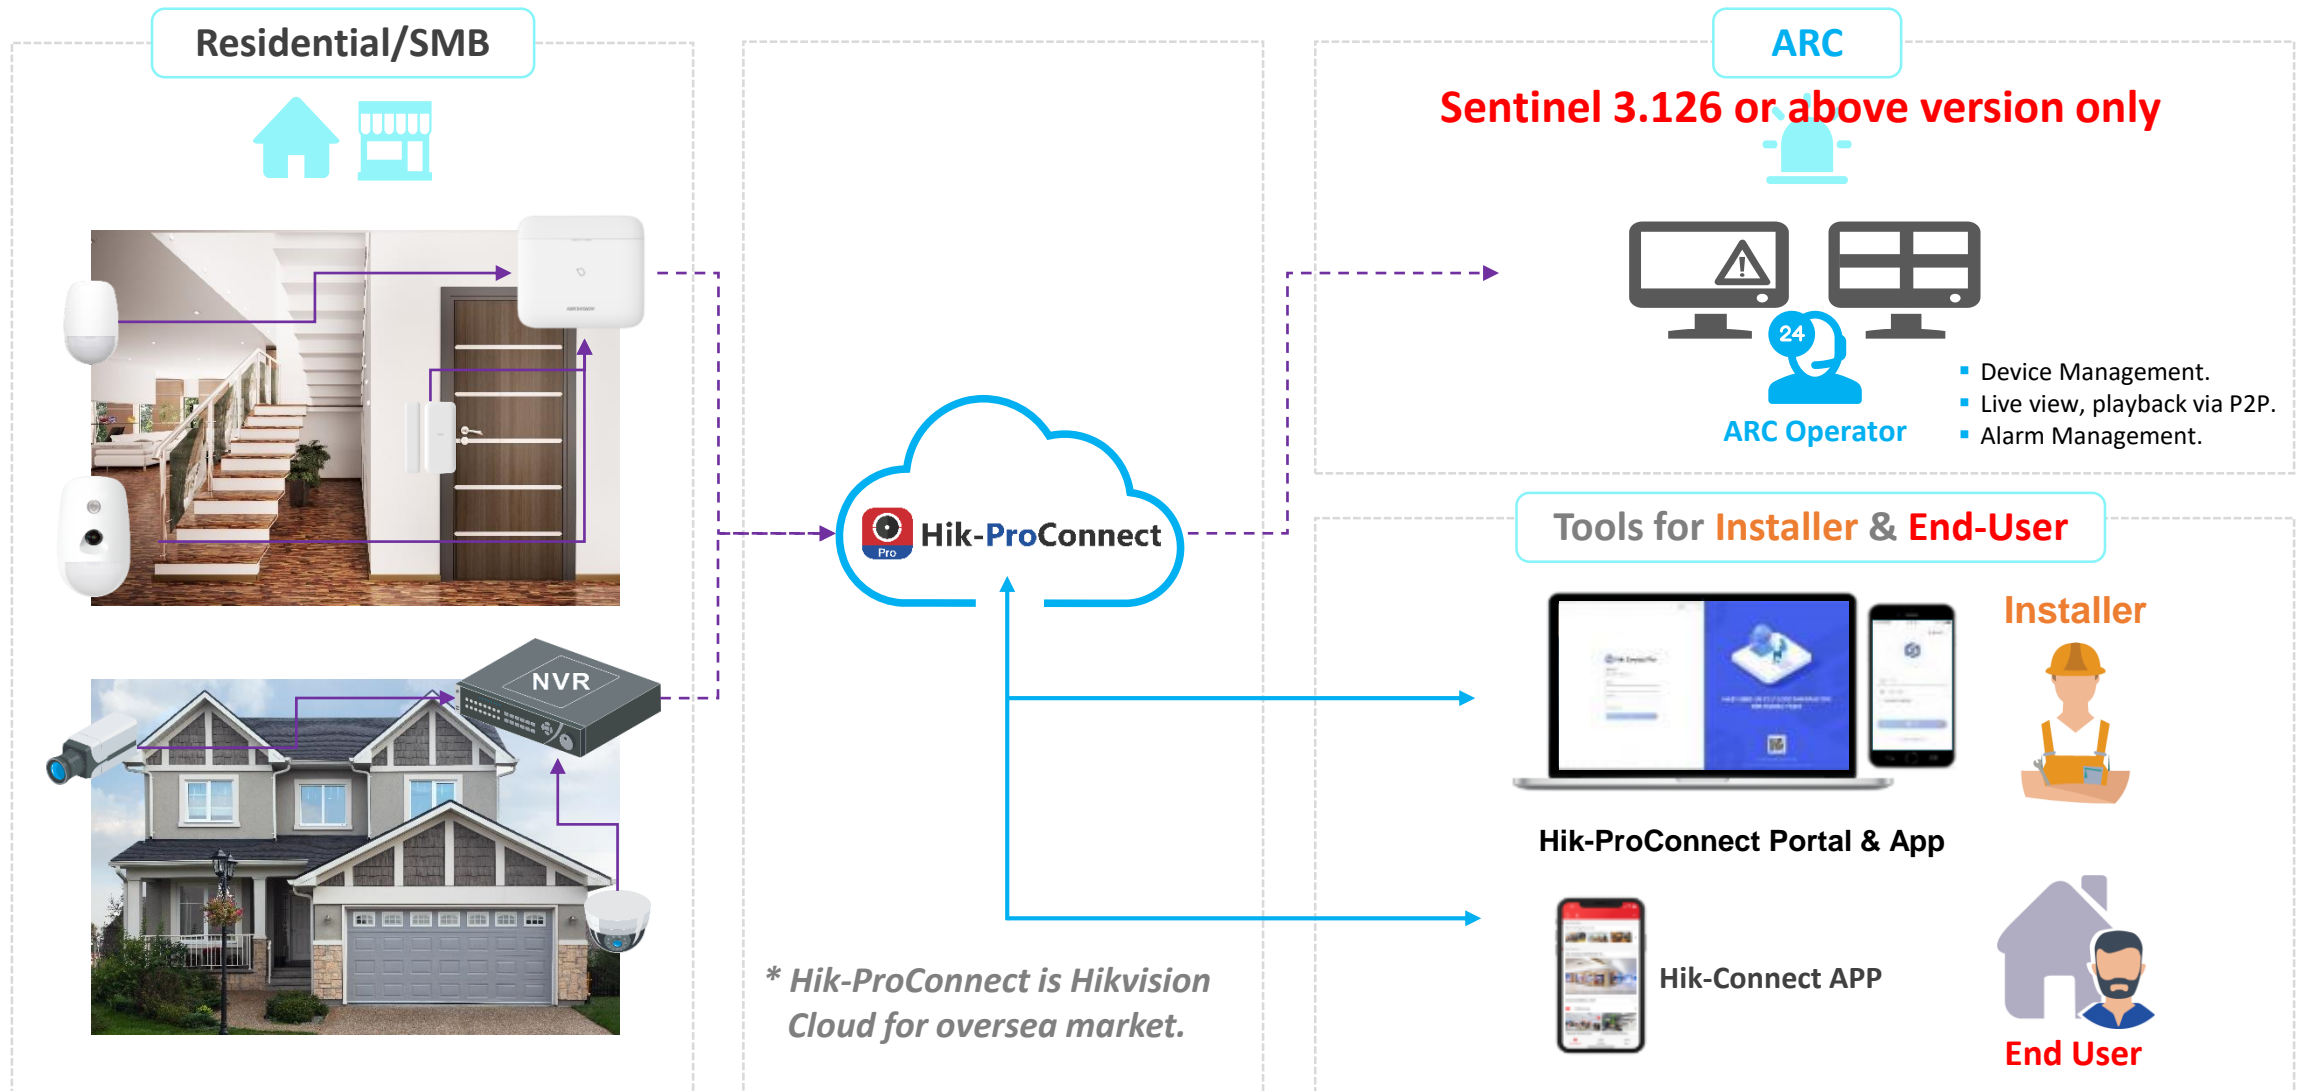 Residential/SMB
HIKVISION
NVR
Pro
Hik-ProConnect
* Hik-ProConnect is Hikvision
Cloud for oversea market.
ARC
Sentinel 3.126 or above version only
24
ARC Operator
▪ Device Management.
▪ Live view, playback via P2P.
▪ Alarm Management.
Tools for Installer & End-User
Installer
Hik-ProConnect Portal & App
Hik-Connect APP
End User